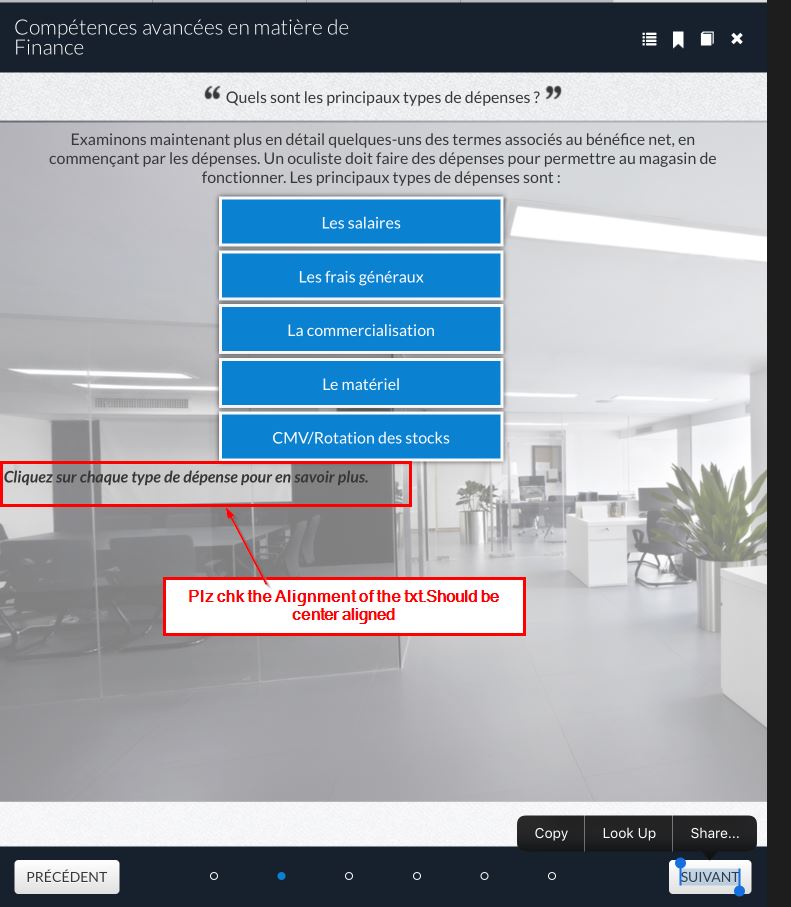 Compétences avancées en matière de
Finance
“ Quels sont les principaux types de dépenses ? ”
Examinons maintenant plus en détail quelques-uns des termes associés au bénéfice net, en
commençant par les dépenses. Un oculiste doit faire des dépenses pour permettre au magasin de
fonctionner. Les principaux types de dépenses sont :
Les salaires
Les frais généraux
La commercialisation
Le matériel
CMV/Rotation des stocks
Cliquez sur chaque type de dépense pour en savoir plus.
Plz chk the Alignment of the txt.Should be
center aligned
Copy Look Up Share...
PRÉCÉDENT SUIVANT